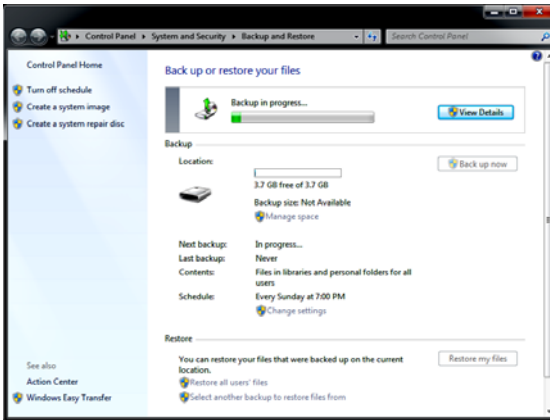 Control Panel ▸ System and Security ▸ Backup and Restore
Search Control Panel
Control Panel Home
Turn off schedule
Create a system image
Create a system repair disc
See also
Action Center
Windows Easy Transfer
Back up or restore your files
Backup in progress...
View Details
Backup
Location:
Back up now
3.7 GB free of 3.7 GB
Backup size: Not Available
Manage space
Next backup: In progress...
Last backup: Never
Contents: Files in libraries and personal folders for all
users
Schedule: Every Sunday at 7:00 PM
Change settings
Restore
You can restore your files that were backed up on the current
location.
Restore my files
Restore all users' files
Select another backup to restore files from